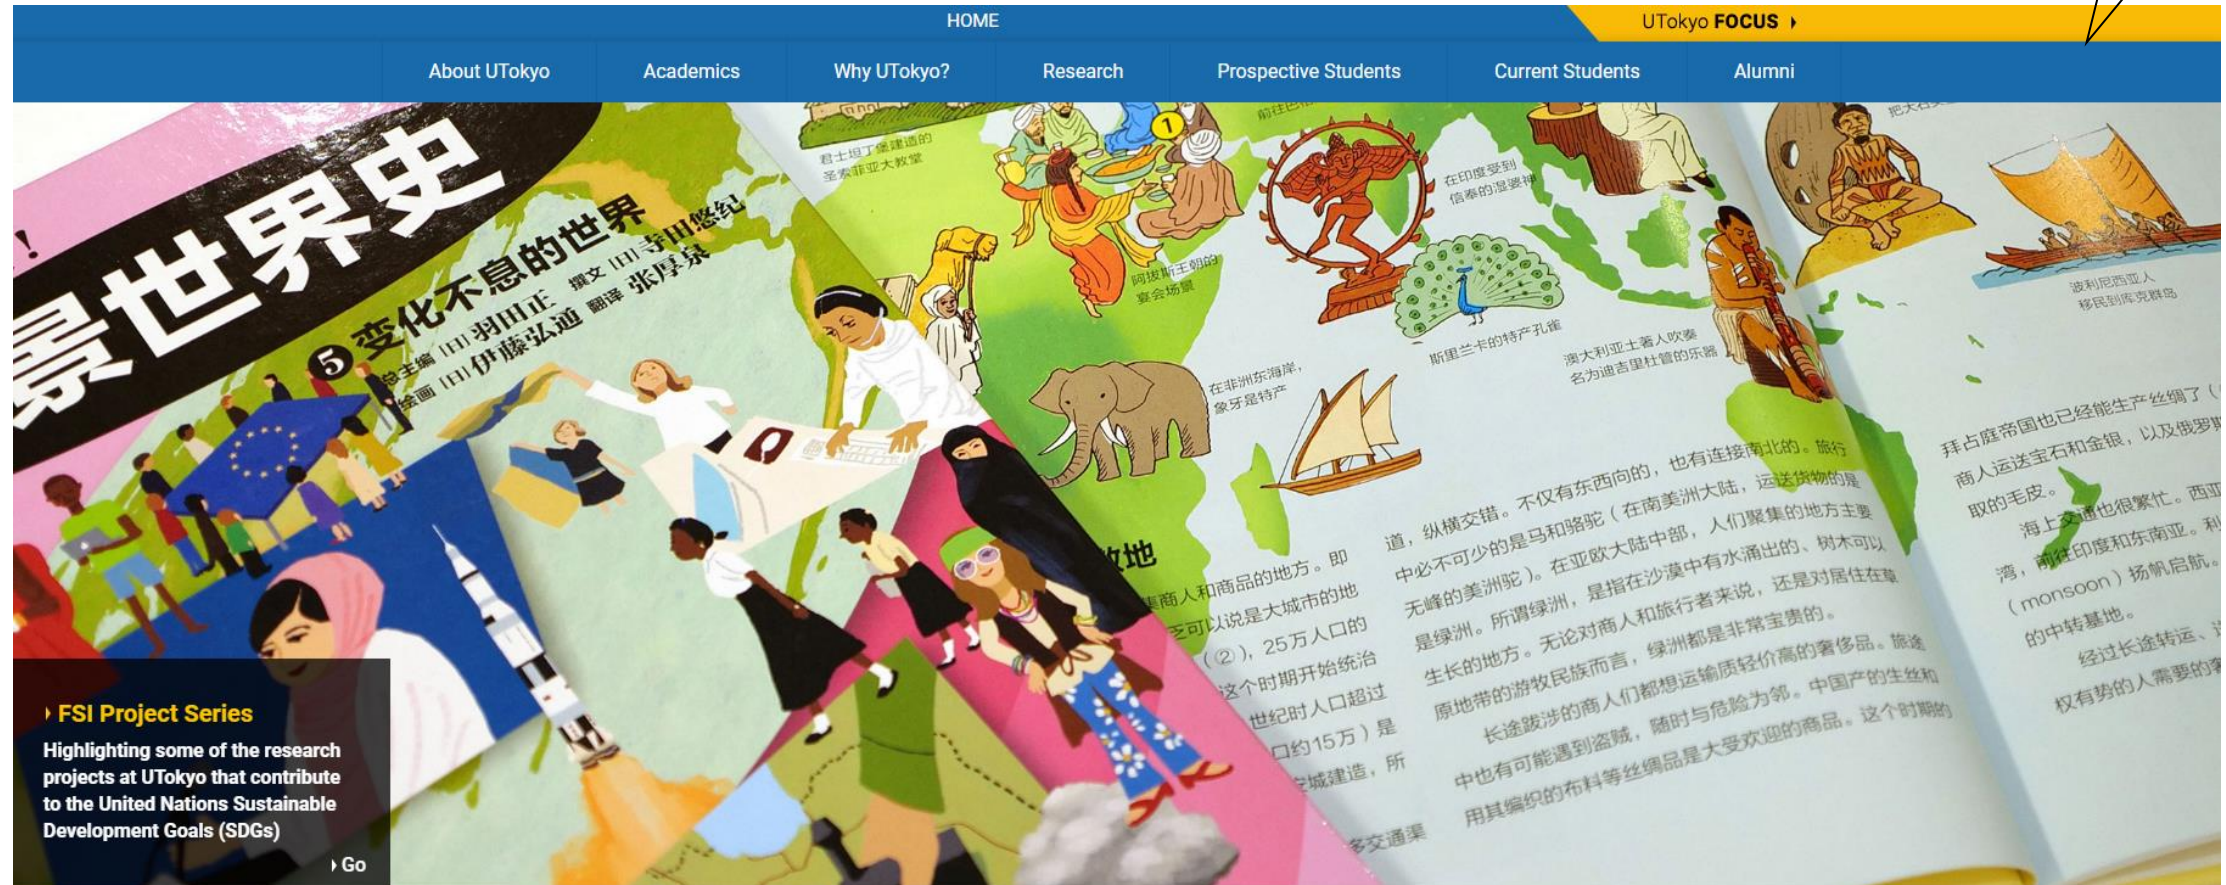 HOME
UTokyo FOCUS
About UTokyo
Academics
Why UTokyo?
Research
Prospective Students
Current Students
Alumni
!
景世界史
5 变化不息的世界
总主编 [日] 羽田正 撰文 [日] 寺田悠纪
绘画 [日] 伊藤弘通 翻译 张厚泉
君士坦丁堡建造的
圣索菲亚大教堂
1
前往巴
在印度受到
信奉的湿婆神
把大石
阿拔斯王朝的
宴会场景
斯里兰卡的特产孔雀
澳大利亚土著人吹奏
名为迪吉里杜管的乐器
波利尼西亚人
移民到库克群岛
在非洲东海岸，
象牙是特产
地
集商人和商品的地方。即
可以说是大城市的地
（②），25万人口的
这个时期开始统治
世纪时人口超过
口约15万）是
城建造，所
多交通渠
道，纵横交错。不仅有东西向的，也有连接南北的。旅行
中必不可少的是马和骆驼（在南美洲大陆，运送货物的是
无峰的美洲驼）。在亚欧大陆中部，人们聚集的地方主要
是绿洲。所谓绿洲，是指在沙漠中有水涌出的、树木可以
生长的地方。无论对商人和旅行者来说，还是对居住在草
原地带的游牧民族而言，绿洲都是非常宝贵的。
长途跋涉的商人们都想运输质轻价高的奢侈品。旅途
中也有可能遇到盗贼，随时与危险为邻。中国产的生丝和
用其编织的布料等丝绸品是大受欢迎的商品。这个时期的
拜占庭帝国也已经能生产丝绸了（
商人运送宝石和金银，以及俄罗斯
取的毛皮。
海上交通也很繁忙。西亚
湾，前往印度和东南亚。利
（monsoon）扬帆启航。
的中转基地。
经过长途转运、
权有势的人需要的奢
FSI Project Series
Highlighting some of the research
projects at UTokyo that contribute
to the United Nations Sustainable
Development Goals (SDGs)
Go